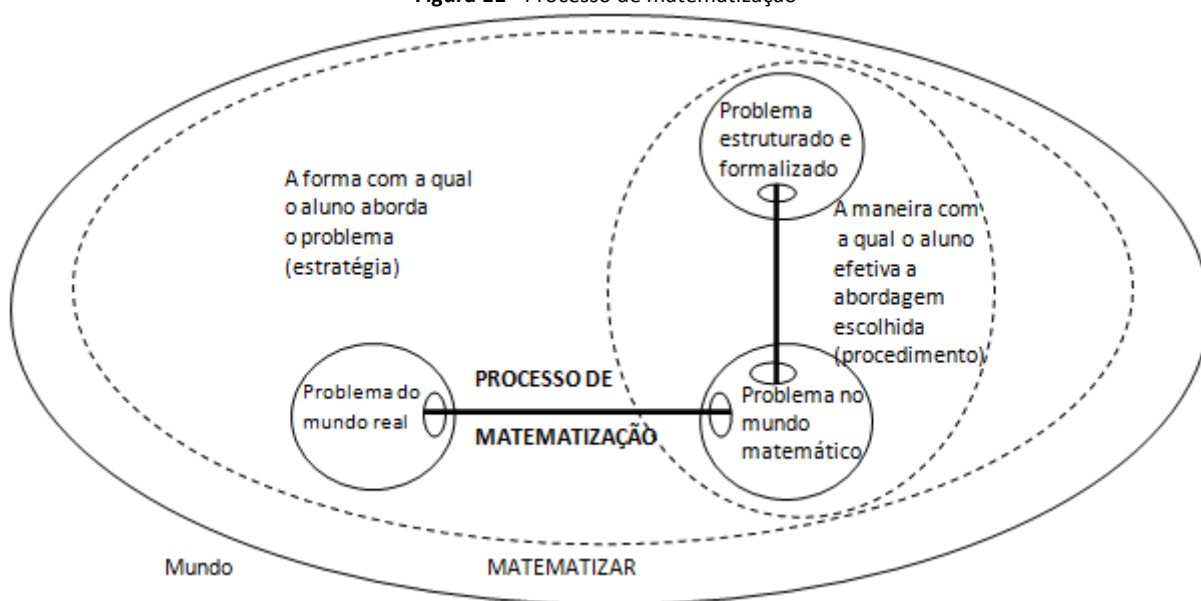 Figura 11 - Processo de matematização
Problema
estruturado e
formalizado
A forma com a qual
o aluno aborda
o problema
(estratégia)
A maneira com
a qual o aluno
efetiva a
abordagem
escolhida
(procedimento)
Problema do
mundo real
PROCESSO DE
MATEMATIZAÇÃO
Problema no
mundo
matemático
Mundo
MATEMATIZAR